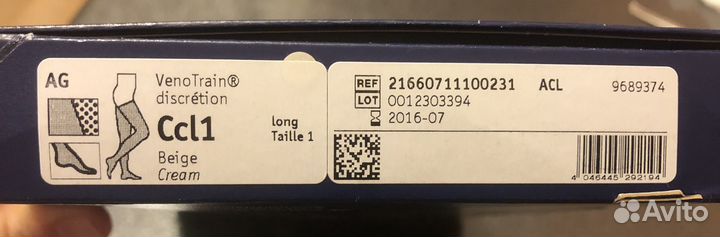 AG
VenoTrain®
discrétion
Ccl1
Beige
Cream
long
Taille 1
REF 21660711100231 ACL 9689374
LOT 0012303394
2016-07
4 046445 292194
Avito